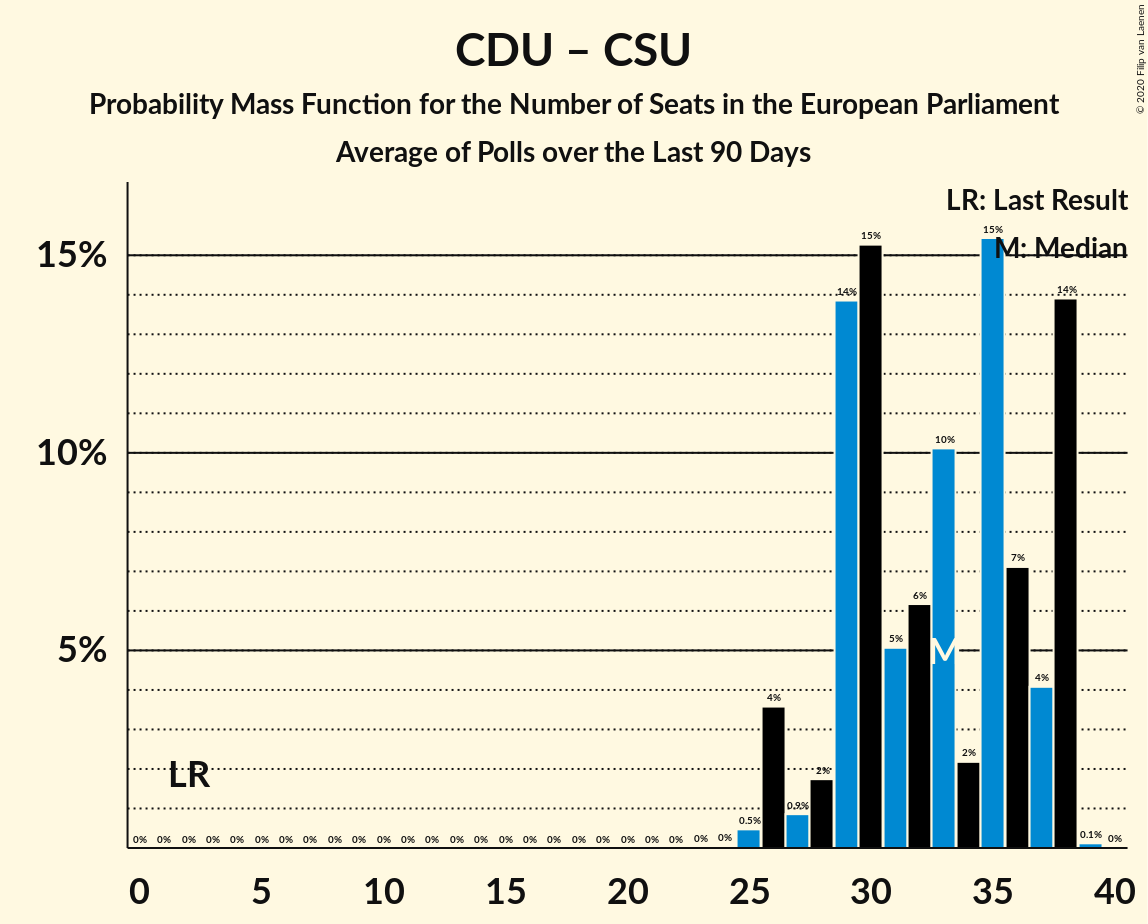 CDU – CSU
Probability Mass Function for the Number of Seats in the European Parliament
Average of Polls over the Last 90 Days
© 2020 Filip van Laenen
LR: Last Result
M: Median
15%
10%
5%
LR
M
0% 0% 0% 0% 0% 0% 0% 0% 0% 0% 0% 0% 0% 0% 0% 0% 0% 0% 0% 0% 0% 0% 0% 0% 0% 0.5% 4% 0.9% 2% 14% 15% 5% 6% 10% 2% 15% 7% 4% 14% 0.1% 0%
0 5 10 15 20 25 30 35 40